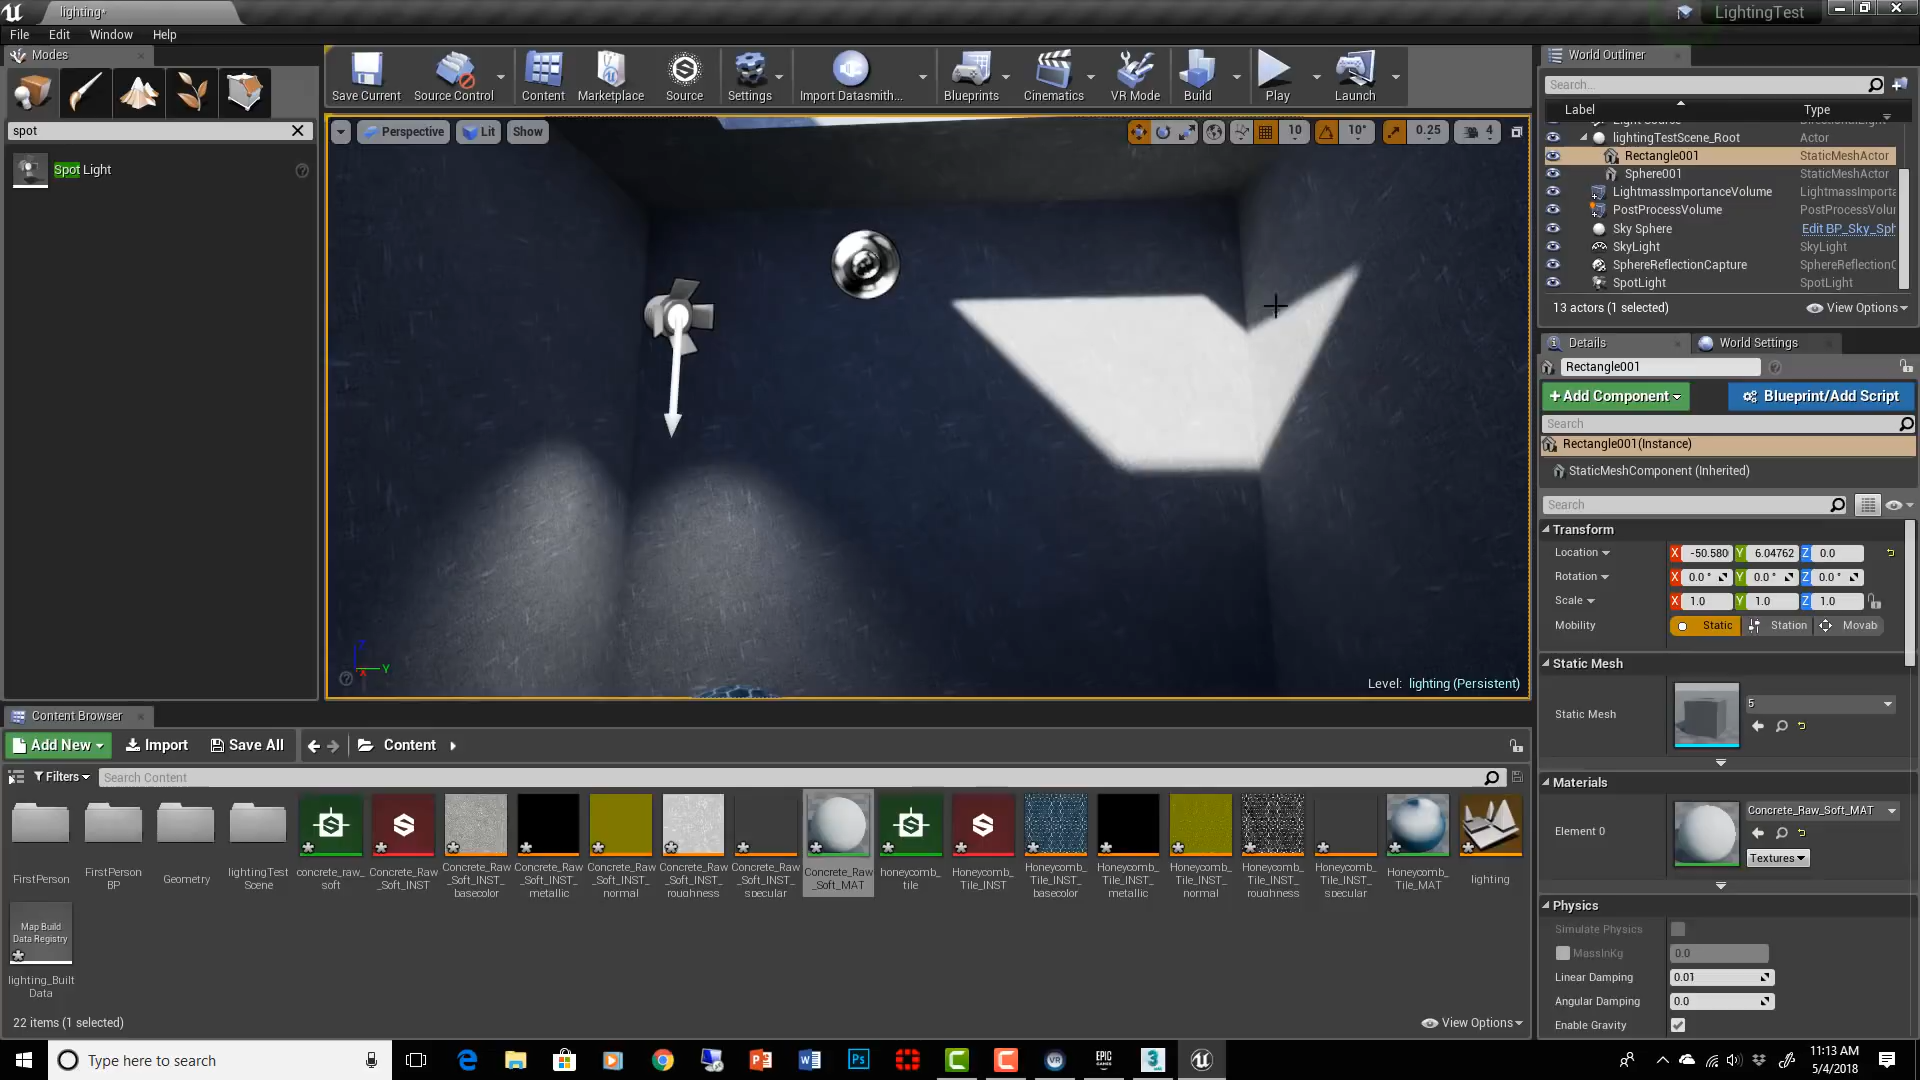 lighting*
LightingTest
File Edit Window Help
Modes
spot
Spot Light
Save Current
Source Control
Content
Marketplace
Source
Settings
Import Datasmith...
Blueprints
Cinematics
VR Mode
Build
Play
Launch
Perspective
Lit
Show
10
10°
0.25
4
Level: lighting (Persistent)
World Outliner
Search...
Label Type
lightingTestScene_Root Actor
Rectangle001 StaticMeshActor
Sphere001 StaticMeshActor
LightmassImportanceVolume LightmassImporta
PostProcessVolume PostProcessVolu
Sky Sphere Edit BP_Sky_Sph
SkyLight SkyLight
SphereReflectionCapture SphereReflectionC
SpotLight SpotLight
13 actors (1 selected)
View Options
Details
World Settings
Rectangle001
+Add Component
Blueprint/Add Script
Search
Rectangle001(Instance)
StaticMeshComponent (Inherited)
Search
Transform
Location X -50.580 Y 6.04762 Z 0.0
Rotation X 0.0 ° Y 0.0 ° Z 0.0 °
Scale X 1.0 Y 1.0 Z 1.0
Mobility Static Station Movab
Static Mesh
Static Mesh 5
Materials
Element 0 Concrete_Raw_Soft_MAT
Textures
Physics
Simulate Physics
MassInKg 0.0
Linear Damping 0.01
Angular Damping 0.0
Enable Gravity
Content Browser
Add New
Import
Save All
Content
Filters
Search Content
FirstPerson
FirstPerson
BP
Geometry
lightingTest
Scene
concrete_raw_
soft
Concrete_Raw
_Soft_INST
Concrete_Raw
_Soft_INST_
basecolor
Concrete_Raw
_Soft_INST_
metallic
Concrete_Raw
_Soft_INST_
normal
Concrete_Raw
_Soft_INST_
roughness
Concrete_Raw
_Soft_INST_
specular
Concrete_Raw
_Soft_MAT
honeycomb_
tile
Honeycomb_
Tile_INST
Honeycomb_
Tile_INST_
basecolor
Honeycomb_
Tile_INST_
metallic
Honeycomb_
Tile_INST_
normal
Honeycomb_
Tile_INST_
roughness
Honeycomb_
Tile_INST_
specular
Honeycomb_
Tile_MAT
lighting
Map Build
Data Registry
lighting_Built
Data
22 items (1 selected)
View Options
Type here to search
11:13 AM
5/4/2018